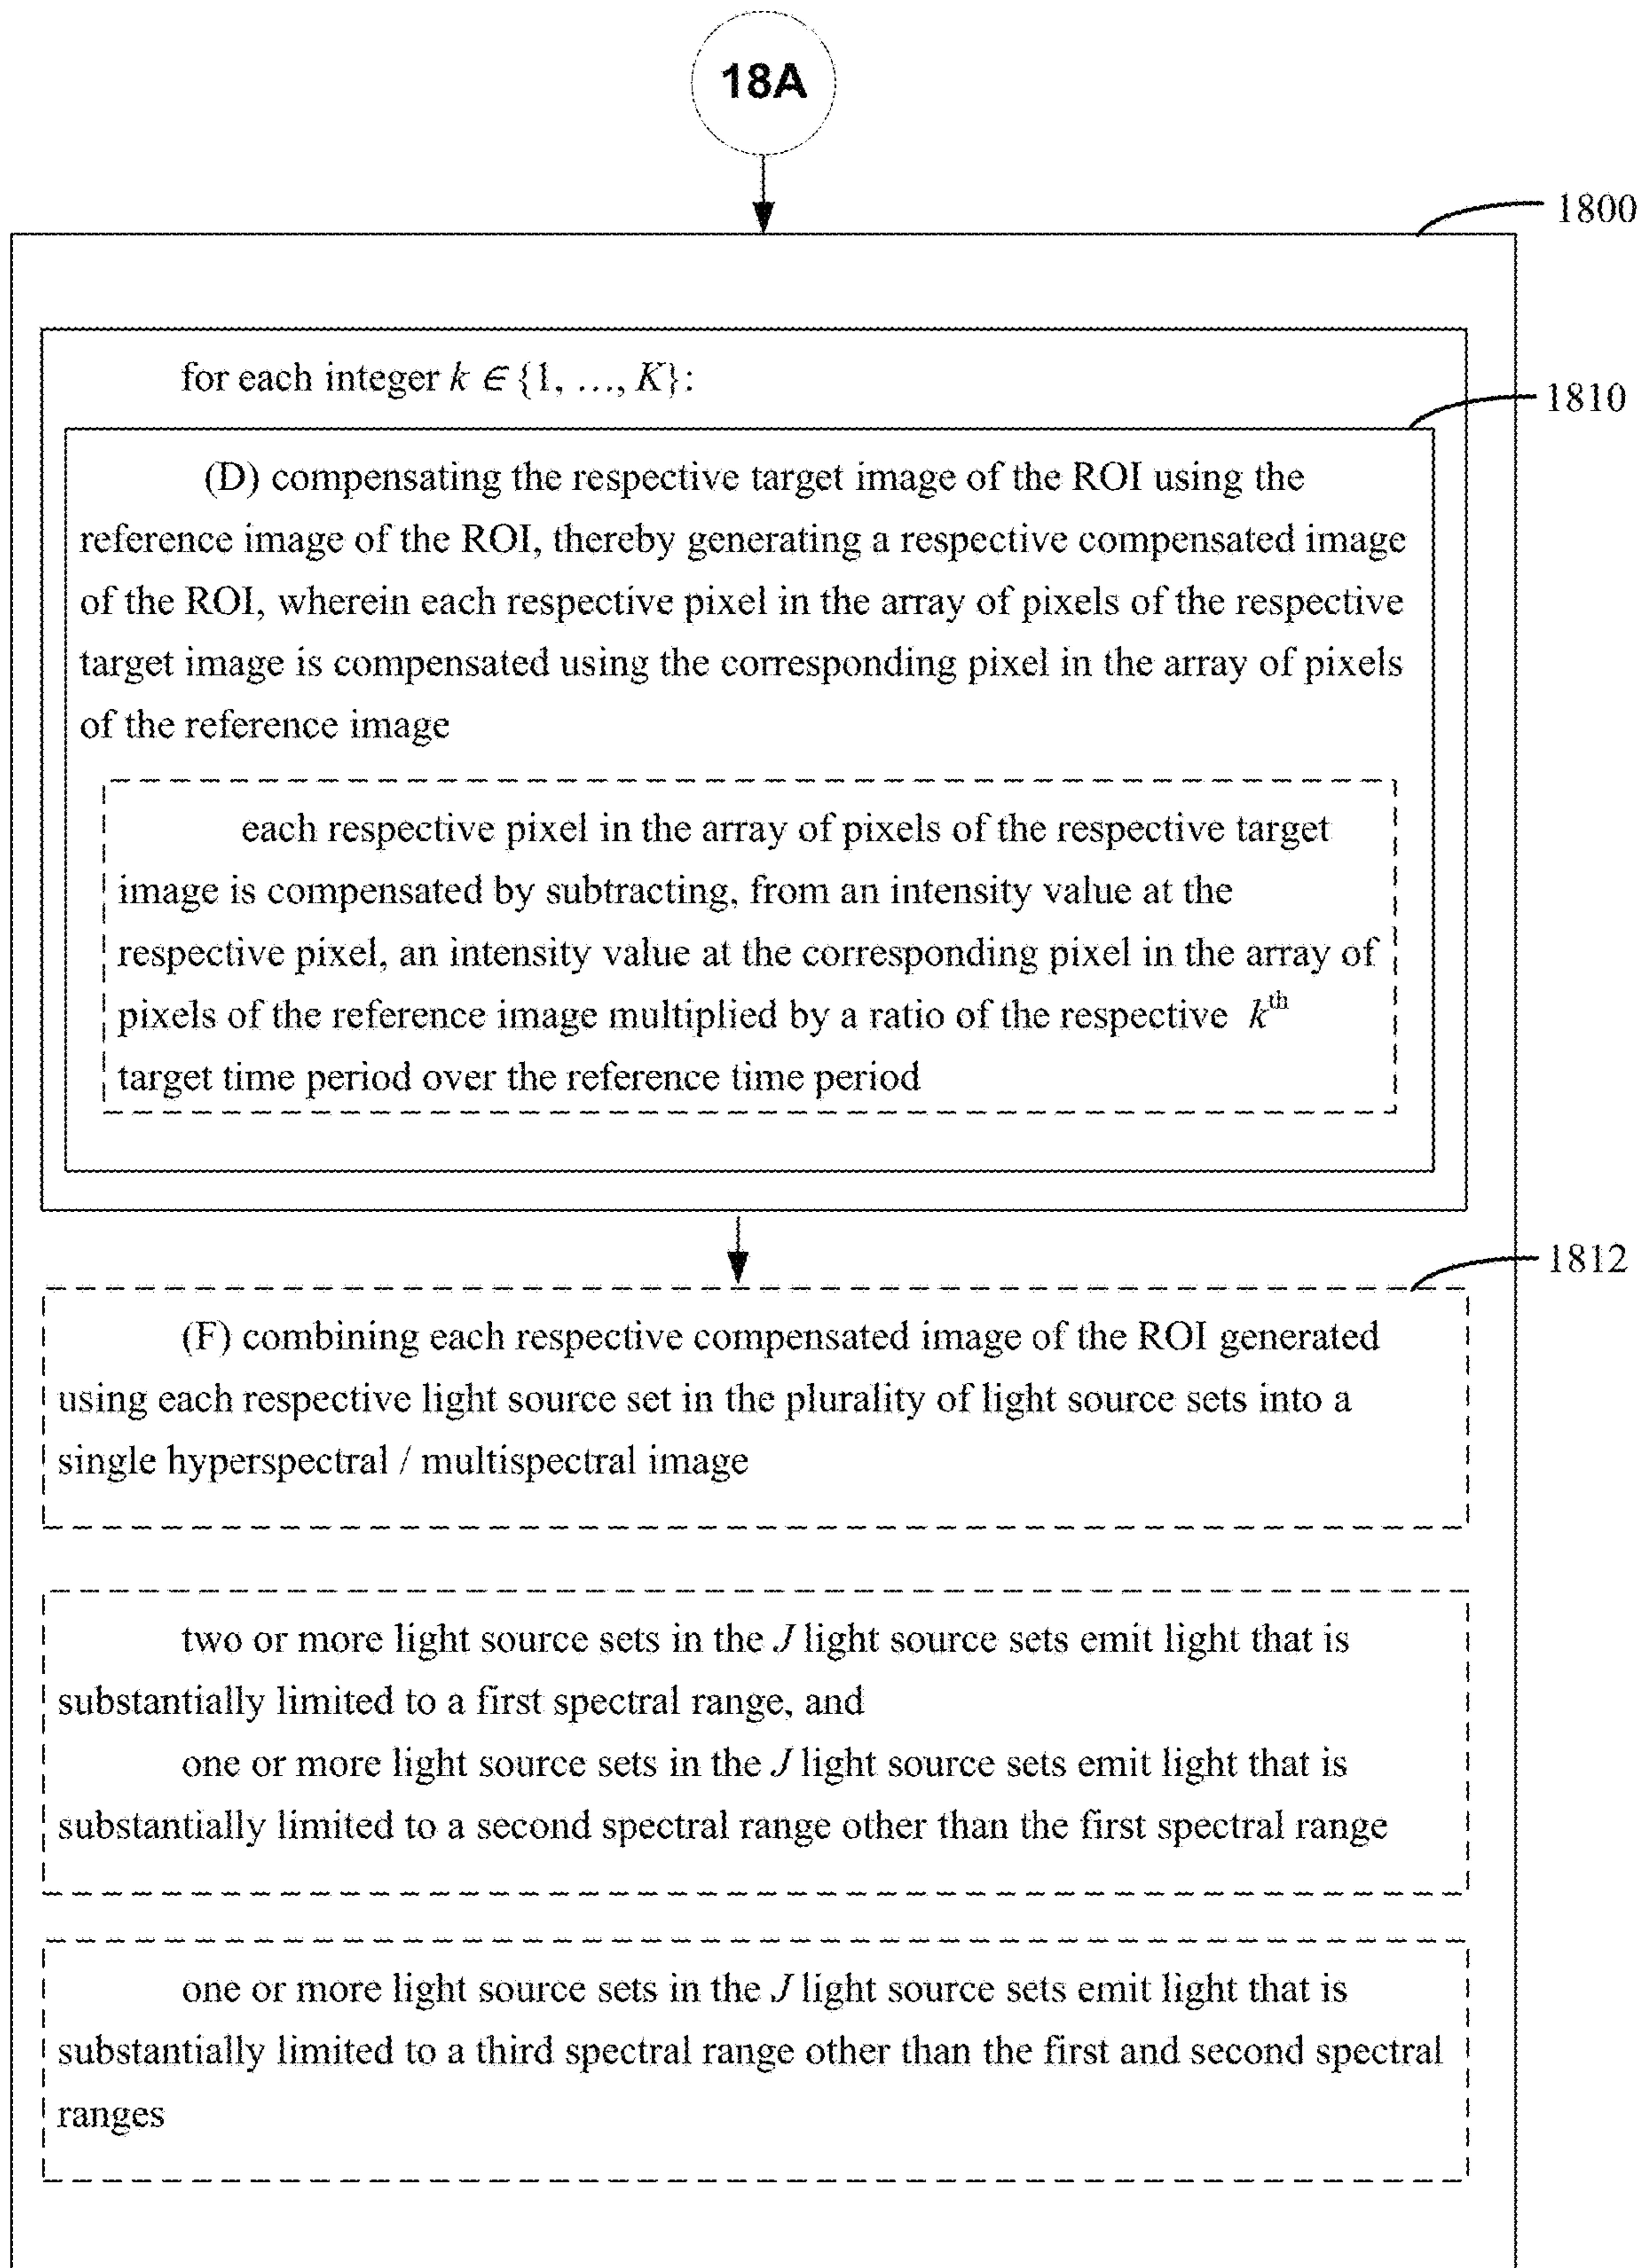 18A
1800
for each integer k ∈ {1, ..., K}:
1810
(D) compensating the respective target image of the ROI using the
reference image of the ROI, thereby generating a respective compensated image
of the ROI, wherein each respective pixel in the array of pixels of the respective
target image is compensated using the corresponding pixel in the array of pixels
of the reference image
each respective pixel in the array of pixels of the respective target
image is compensated by subtracting, from an intensity value at the
respective pixel, an intensity value at the corresponding pixel in the array of
pixels of the reference image multiplied by a ratio of the respective kth
target time period over the reference time period
1812
(F) combining each respective compensated image of the ROI generated
using each respective light source set in the plurality of light source sets into a
single hyperspectral / multispectral image
two or more light source sets in the J light source sets emit light that is
substantially limited to a first spectral range, and
one or more light source sets in the J light source sets emit light that is
substantially limited to a second spectral range other than the first spectral range
one or more light source sets in the J light source sets emit light that is
substantially limited to a third spectral range other than the first and second spectral
ranges